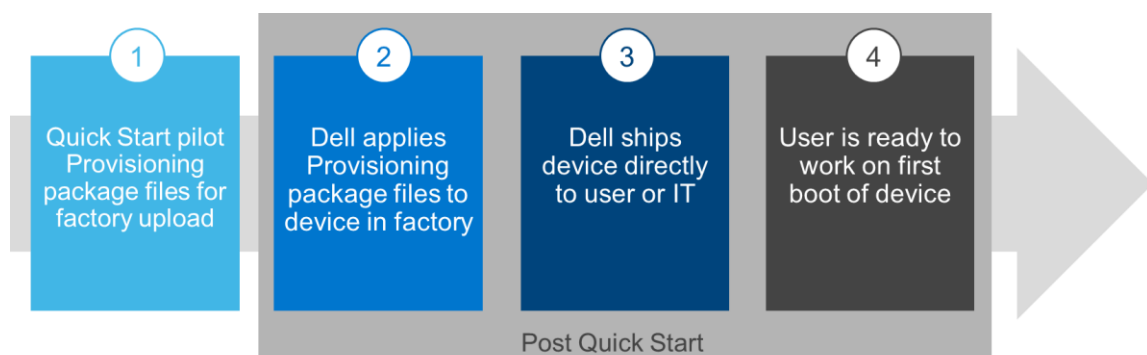 1
Quick Start pilot
Provisioning
package files for
factory upload
2
Dell applies
Provisioning
package files to
device in factory
3
Dell ships
device directly
to user or IT
4
User is ready to
work on first
boot of device
Post Quick Start